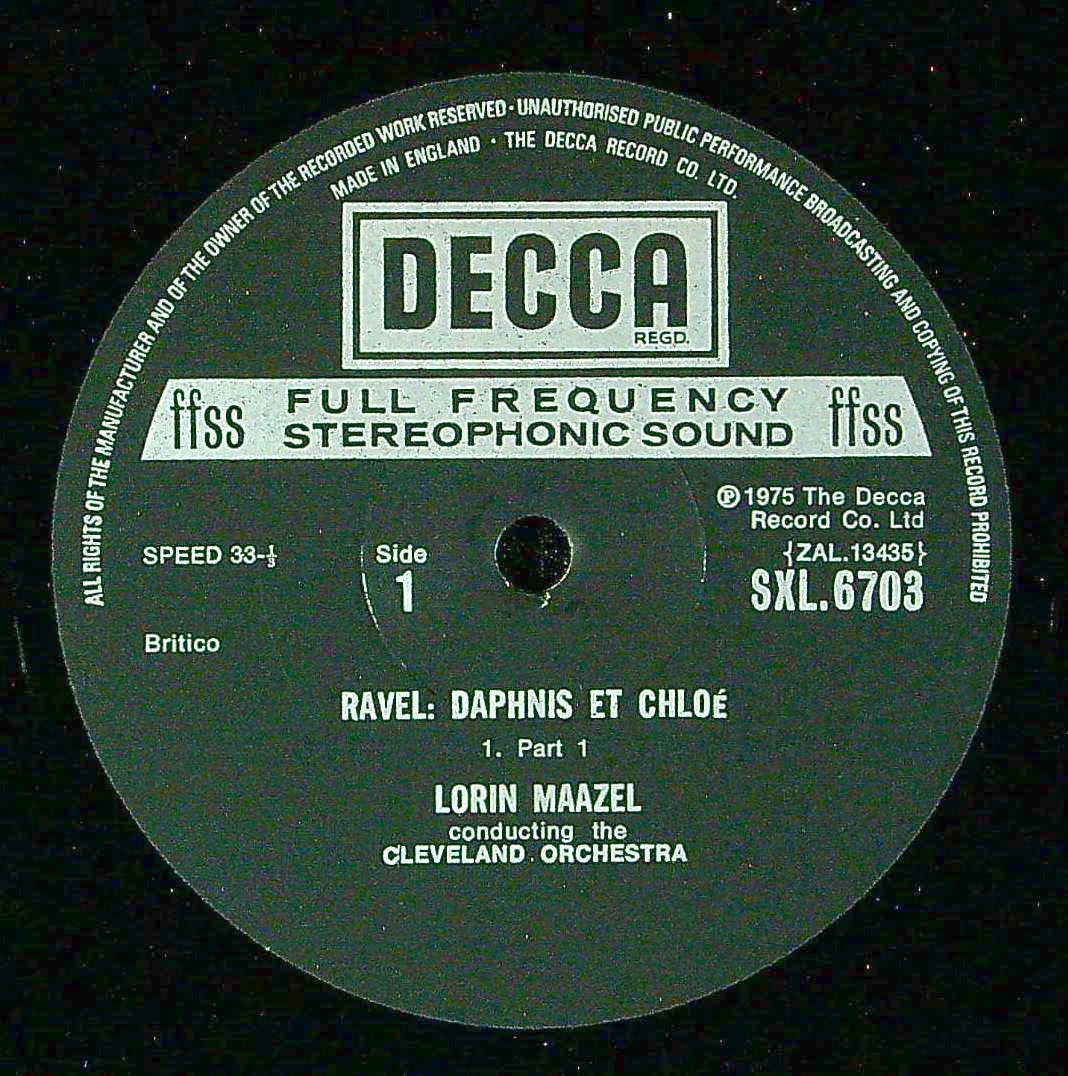 ALL RIGHTS OF THE MANUFACTURER AND OF THE OWNER OF THE RECORDED WORK RESERVED · UNAUTHORISED PUBLIC PERFORMANCE BROADCASTING AND COPYING OF THIS RECORD PROHIBITED
MADE IN ENGLAND · THE DECCA RECORD CO. LTD.
DECCA
REGD.
ffss FULL FREQUENCY ffss
STEREOPHONIC SOUND
℗1975 The Decca
Record Co. Ltd
SPEED 33-⅓ Side {ZAL.13435}
1 SXL.6703
Britico
RAVEL: DAPHNIS ET CHLOÉ
1. Part 1
LORIN MAAZEL
conducting the
CLEVELAND ORCHESTRA